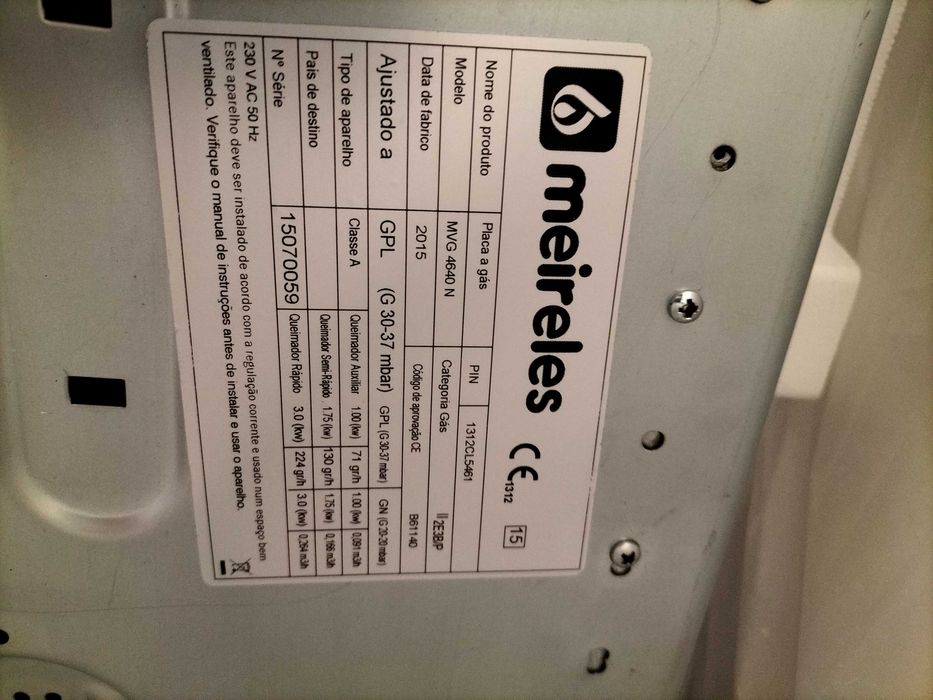 meireles CE 1312 15
Nome do produto Placa a gás PIN 1312CL5461
Modelo MVG 4640 N Categoria Gás II2E3B/P
Data de fabrico 2015 Código de aprovação CE B61140
Ajustado a GPL (G 30-37 mbar) GPL (G 30-37 mbar) GN (G 20-20 mbar)
Tipo de aparelho Classe A Queimador Auxiliar 1.00 (kw) 71 gr/h 1.00 (kw) 0,091 m3/h
Pais de destino Queimador Semi-Rápido 1.75 (kw) 130 gr/h 1.75 (kw) 0,166 m3/h
Nº Série 15070059 Queimador Rápido 3.0 (kw) 224 gr/h 3.0 (kw) 0,264 m3/h
230 V AC 50 Hz
Este aparelho deve ser instalado de acordo com a regulação corrente e usado num espaço bem
ventilado. Verifique o manual de instruções antes de instalar e usar o aparelho.